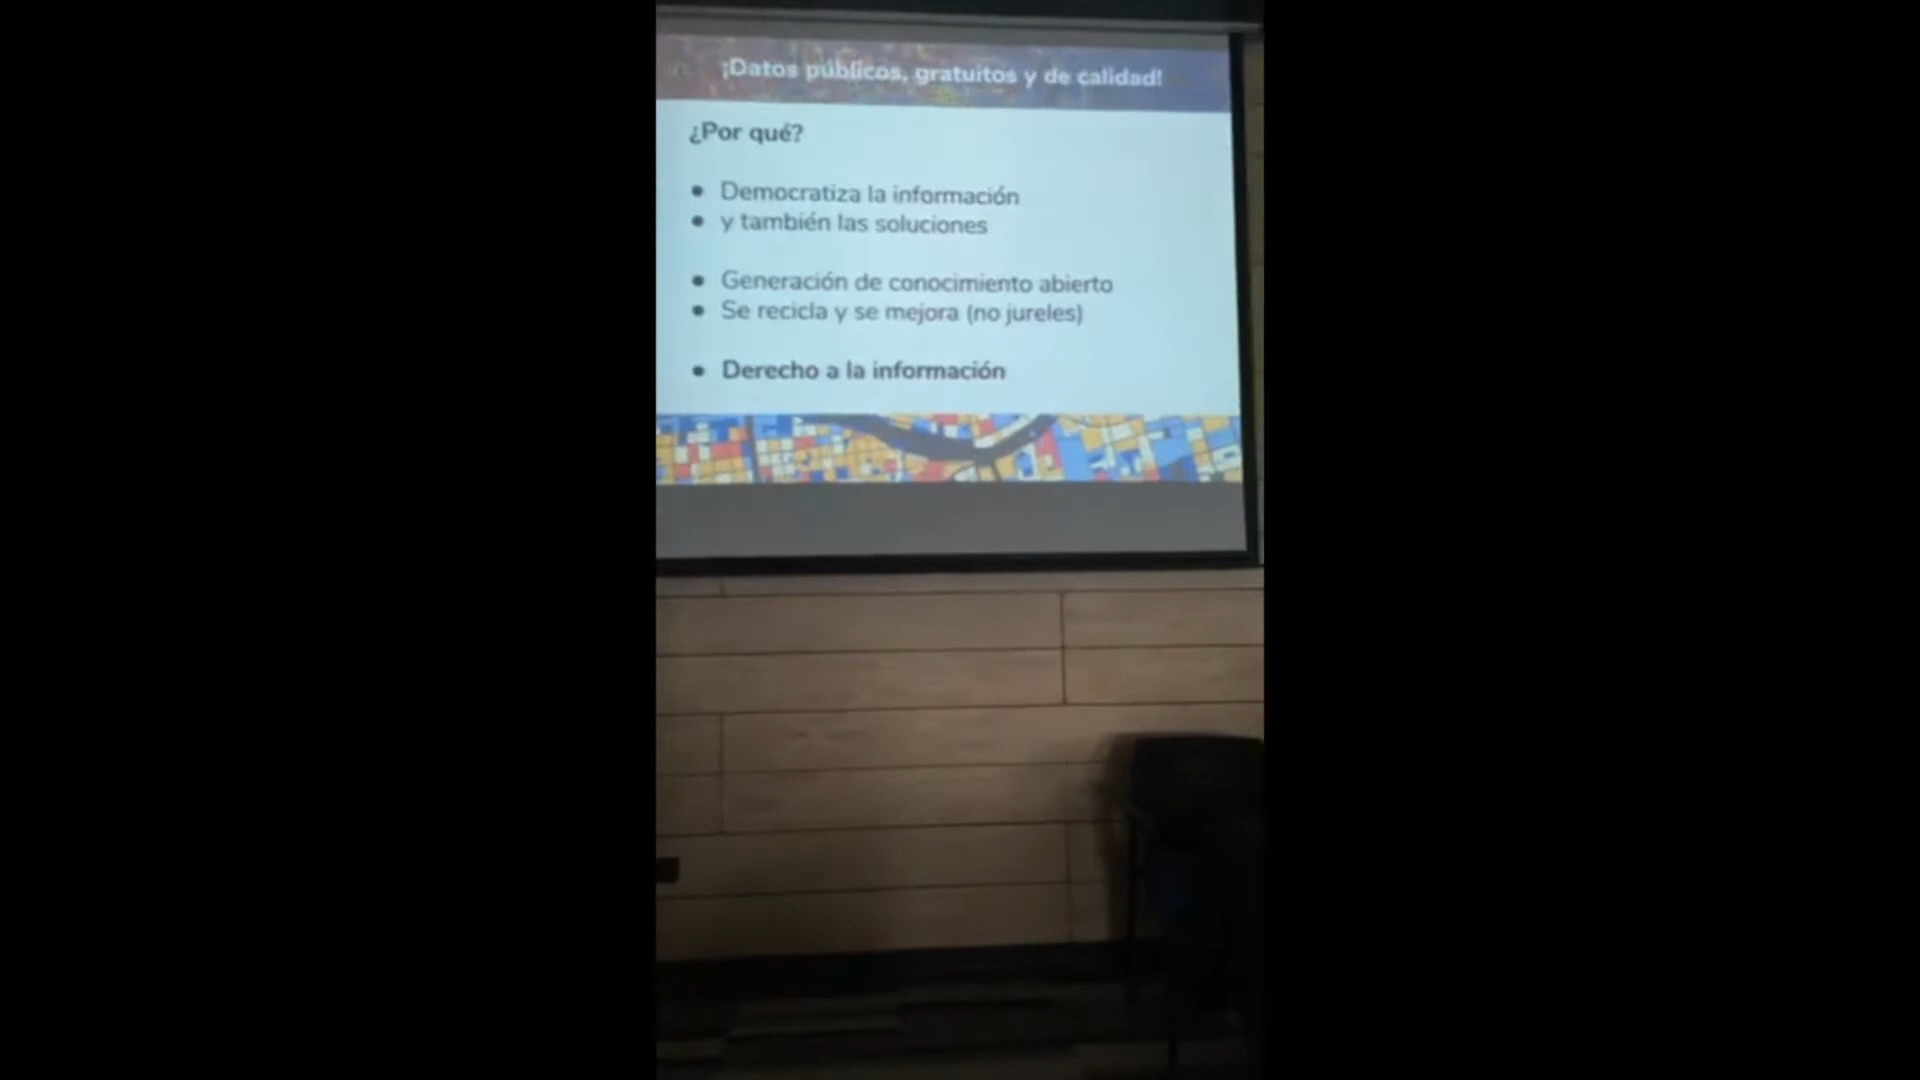 ¡Datos públicos, gratuitos y de calidad!
¿Por qué?
● Democratiza la información
● y también las soluciones
● Generación de conocimiento abierto
● Se recicla y se mejora (no jureles)
● Derecho a la información